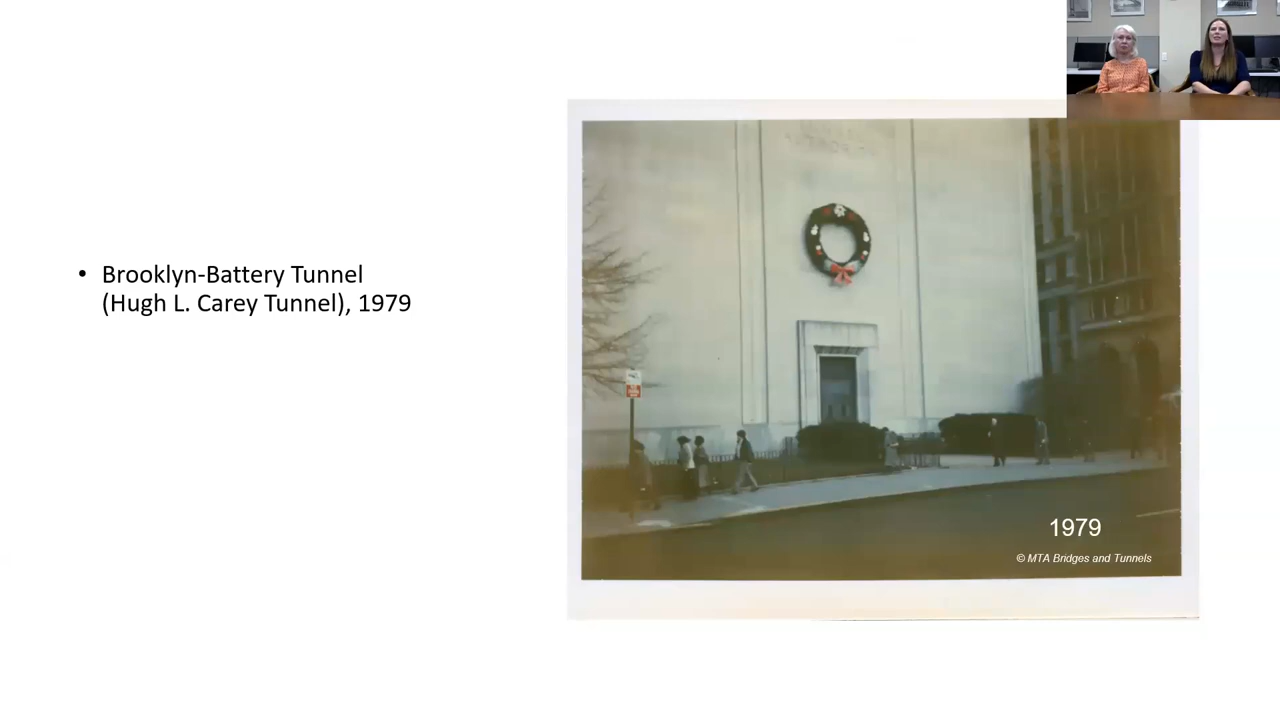 • Brooklyn-Battery Tunnel
(Hugh L. Carey Tunnel), 1979
1979
© MTA Bridges and Tunnels